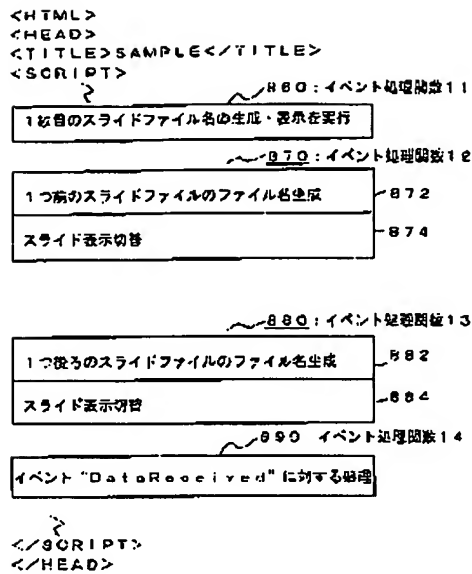 <HTML>
<HEAD>
<TITLE>SAMPLE</TITLE>
<SCRIPT>
860：イベント処理関数11
1枚目のスライドファイル名の生成・表示を実行
870：イベント処理関数12
1つ前のスライドファイルのファイル名生成
872
スライド表示切替
874
880：イベント処理関数13
1つ後ろのスライドファイルのファイル名生成
882
スライド表示切替
884
890 イベント処理関数14
イベント“DataReceived”に対する処理
</SCRIPT>
</HEAD>